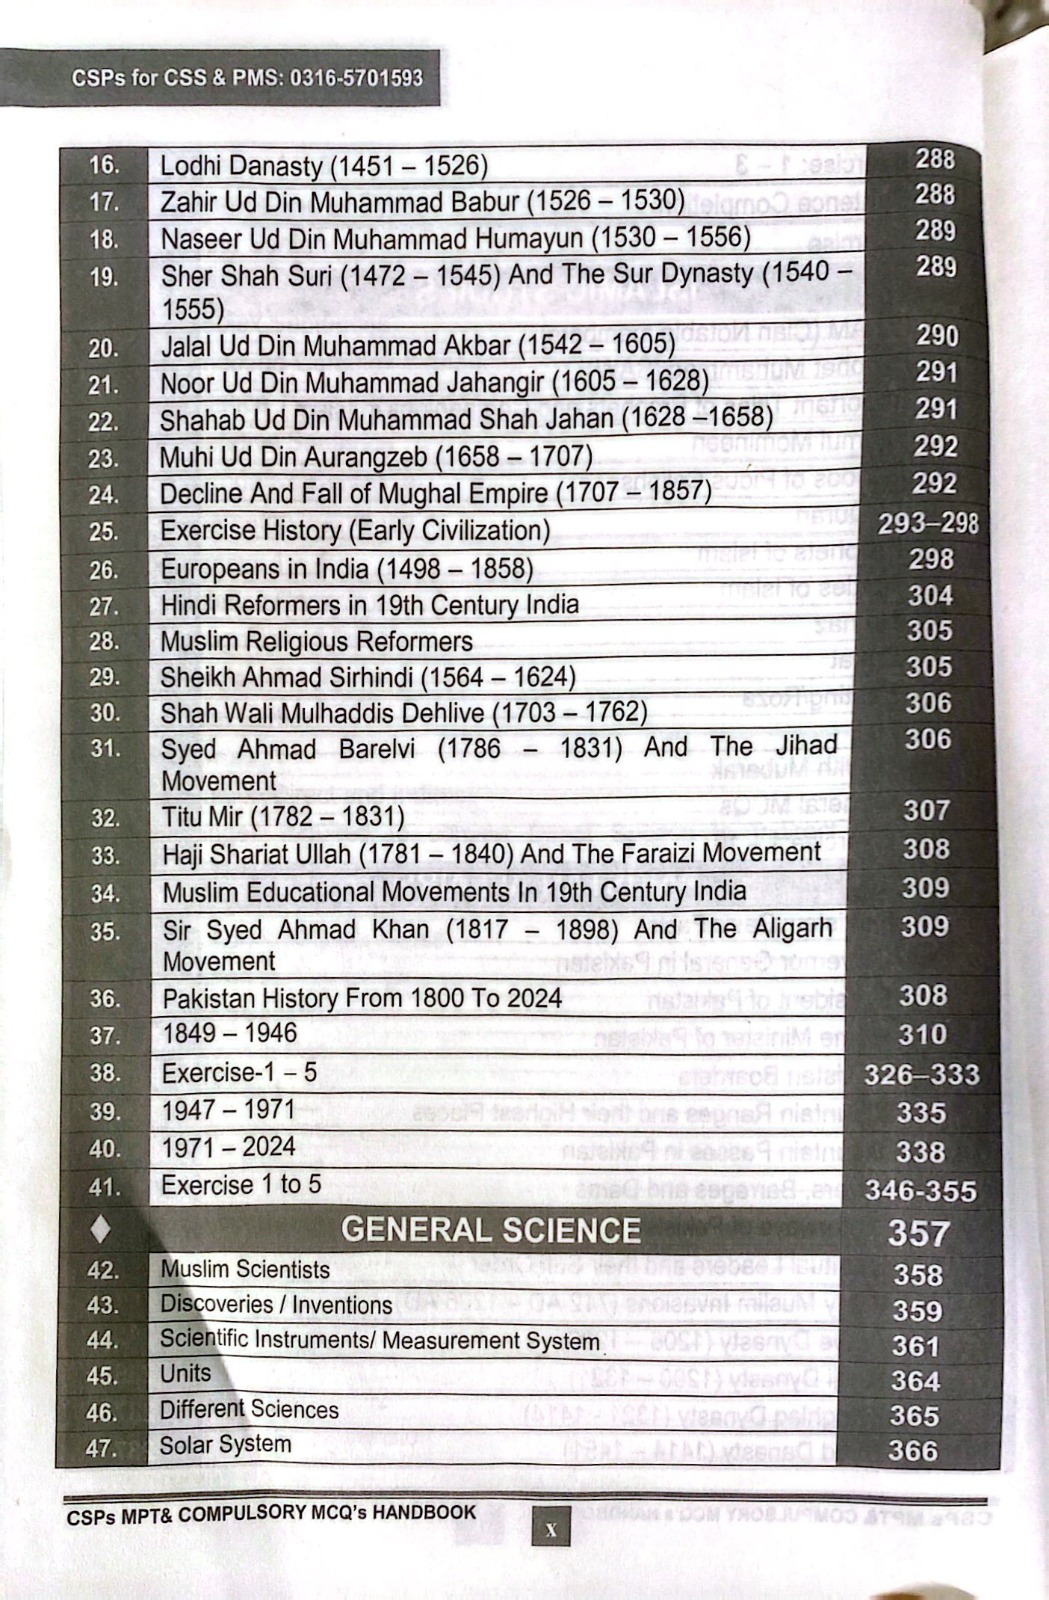 CSPs for CSS & PMS: 0316-5701593
16. Lodhi Danasty (1451 – 1526) 288
17. Zahir Ud Din Muhammad Babur (1526 – 1530) 288
18. Naseer Ud Din Muhammad Humayun (1530 – 1556) 289
19. Sher Shah Suri (1472 – 1545) And The Sur Dynasty (1540 – 289
1555)
20. Jalal Ud Din Muhammad Akbar (1542 – 1605) 290
21. Noor Ud Din Muhammad Jahangir (1605 – 1628) 291
22. Shahab Ud Din Muhammad Shah Jahan (1628 –1658) 291
23. Muhi Ud Din Aurangzeb (1658 – 1707) 292
24. Decline And Fall of Mughal Empire (1707 – 1857) 292
25. Exercise History (Early Civilization) 293–298
26. Europeans in India (1498 – 1858) 298
27. Hindi Reformers in 19th Century India 304
28. Muslim Religious Reformers 305
29. Sheikh Ahmad Sirhindi (1564 – 1624) 305
30. Shah Wali Mulhaddis Dehlive (1703 – 1762) 306
31. Syed Ahmad Barelvi (1786 – 1831) And The Jihad 306
Movement
32. Titu Mir (1782 – 1831) 307
33. Haji Shariat Ullah (1781 – 1840) And The Faraizi Movement 308
34. Muslim Educational Movements In 19th Century India 309
35. Sir Syed Ahmad Khan (1817 – 1898) And The Aligarh 309
Movement
36. Pakistan History From 1800 To 2024 308
37. 1849 – 1946 310
38. Exercise-1 – 5 326–333
39. 1947 – 1971 335
40. 1971 – 2024 338
41. Exercise 1 to 5 346-355
♦ GENERAL SCIENCE 357
42. Muslim Scientists 358
43. Discoveries / Inventions 359
44. Scientific Instruments/ Measurement System 361
45. Units 364
46. Different Sciences 365
47. Solar System 366
CSPs MPT& COMPULSORY MCQ's HANDBOOK
x